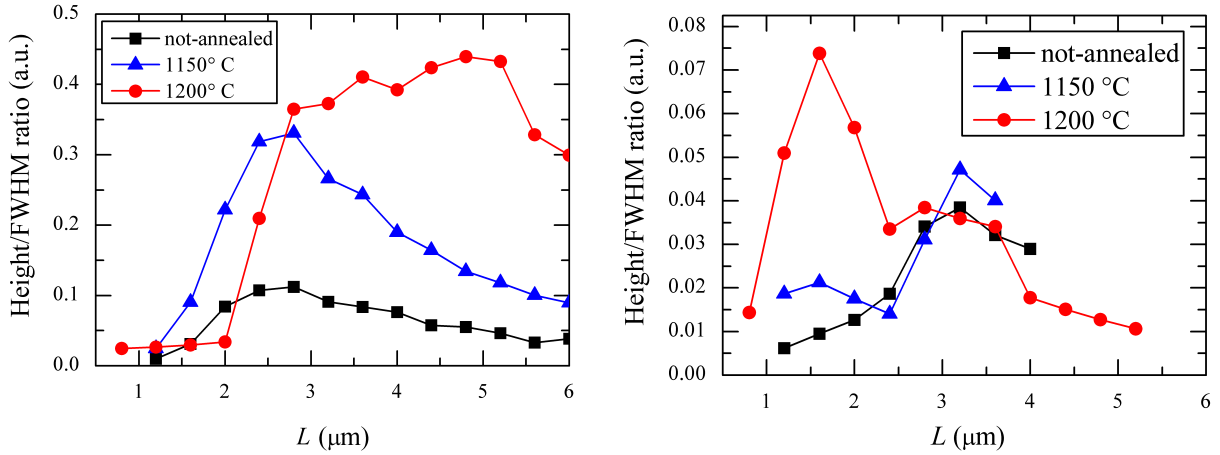 Height/FWHM ratio (a.u.)
0.5
0.4
0.3
0.2
0.1
0.0
not-annealed
1150° C
1200° C
1 2 3 4 5 6
L (μm)
Height/FWHM ratio (a.u.)
0.08
0.07
0.06
0.05
0.04
0.03
0.02
0.01
0.00
not-annealed
1150 °C
1200 °C
1 2 3 4 5 6
L (μm)